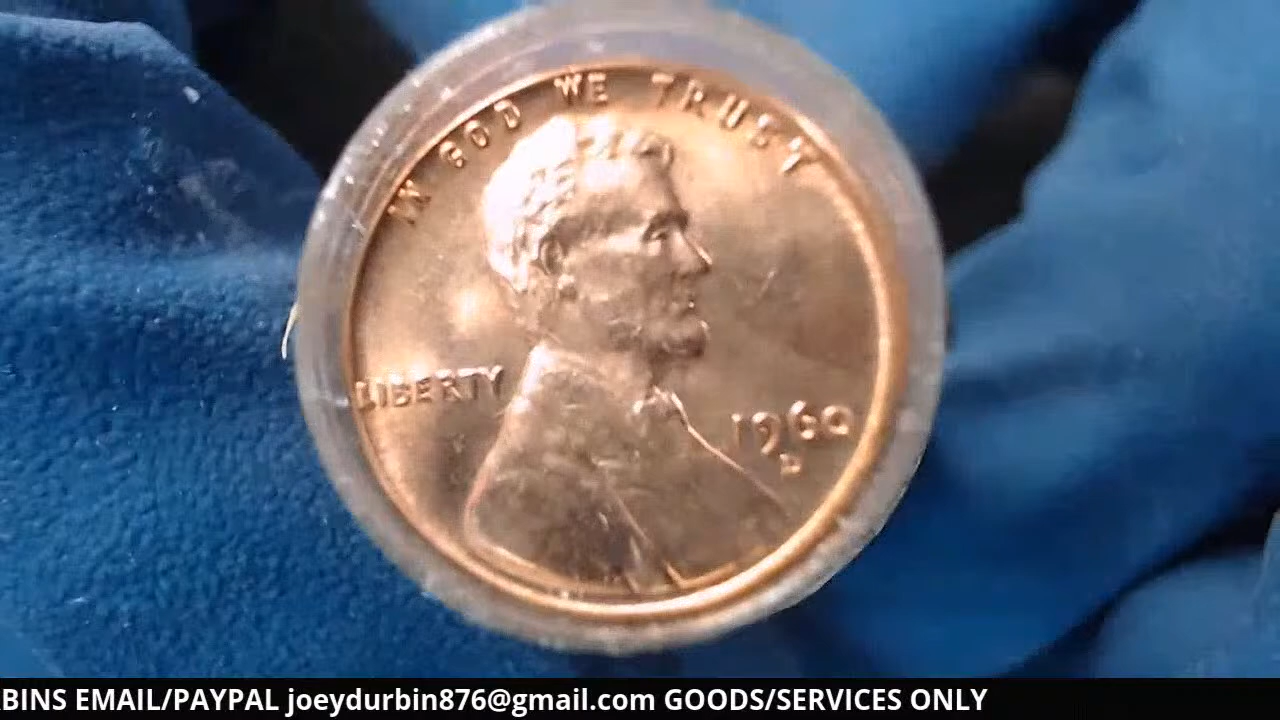 IN GOD WE TRUST
LIBERTY
1960
D
BINS EMAIL/PAYPAL joeydurbin876@gmail.com GOODS/SERVICES ONLY